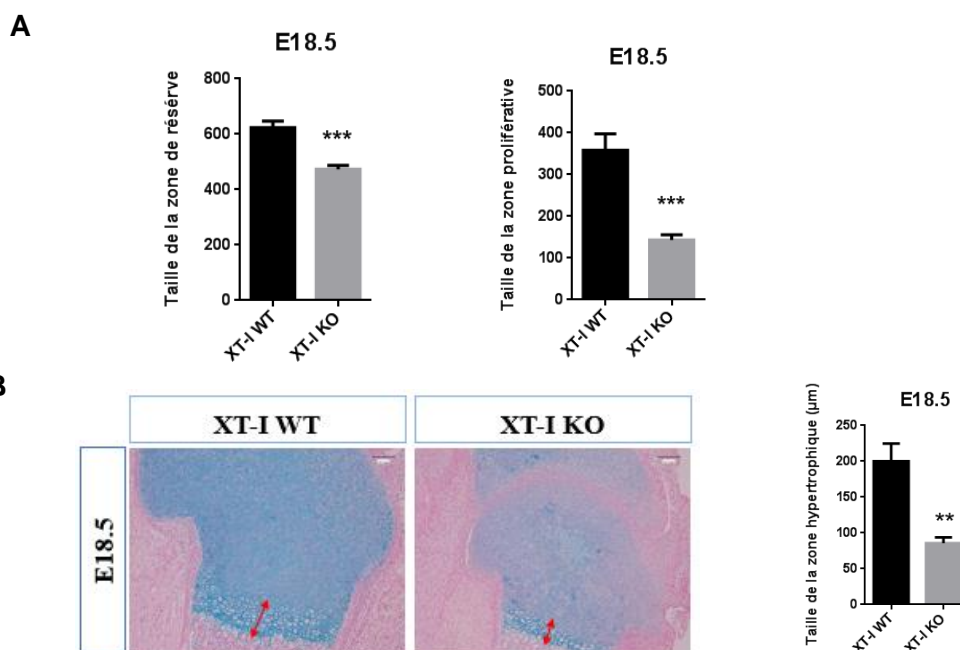 A
E18.5
Taille de la zone de résérve
800
600
400
200
0
***
XT-I WT
XT-I KO
E18.5
Taille de la zone proliférative
500
400
300
200
100
0
***
XT-I WT
XT-I KO
B
XT-I WT
XT-I KO
E18.5
E18.5
Taille de la zone hypertrophique (µm)
250
200
150
100
50
0
**
XT-I WT
XT-I KO